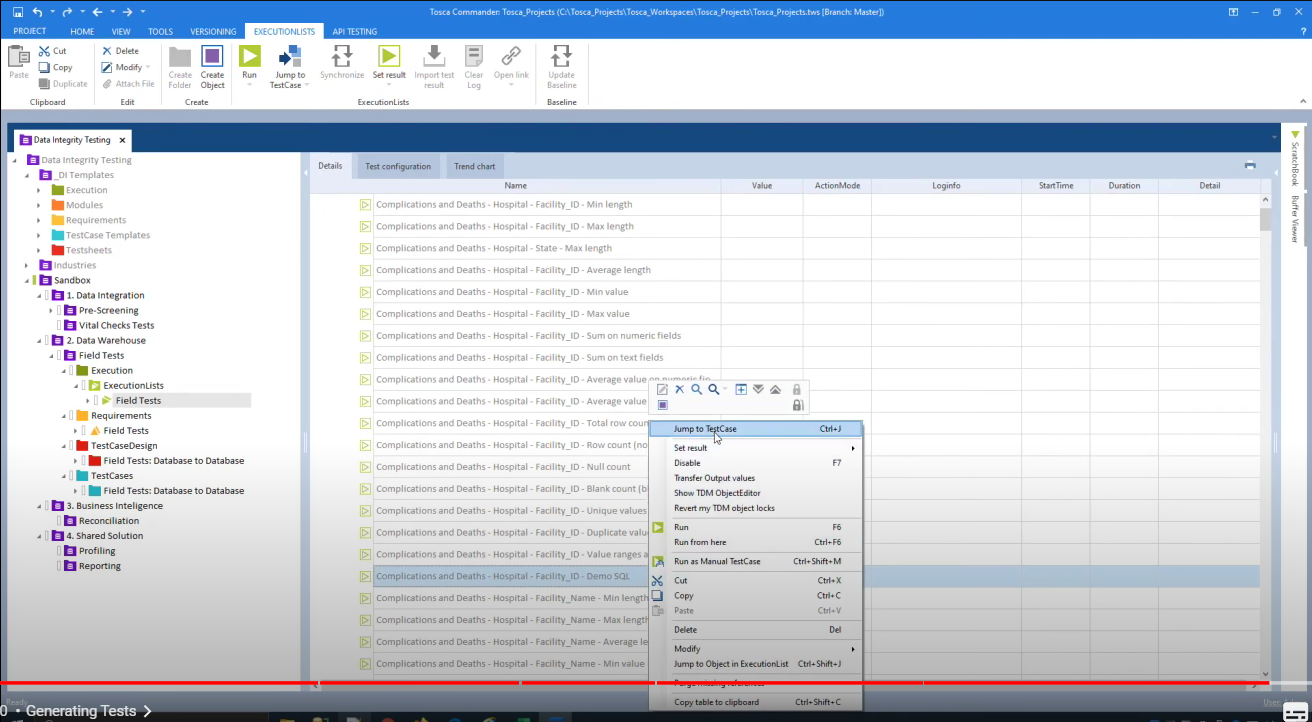 Tosca Commander: Tosca_Projects (C:\Tosca_Projects\Tosca_Workspaces\Tosca_Projects\Tosca_Projects.tws [Branch: Master])
PROJECT HOME VIEW TOOLS VERSIONING EXECUTIONLISTS API TESTING ?
Paste
Cut
Copy
Duplicate
Clipboard
Delete
Modify
Attach File
Edit
Create Folder
Create Object
Create
Run
Jump to TestCase
Synchronize
Set result
Import test result
Clear Log
Open link
ExecutionLists
Update Baseline
Baseline
Data Integrity Testing
Data Integrity Testing
_DI Templates
Execution
Modules
Requirements
TestCase Templates
Testsheets
Industries
Sandbox
1. Data Integration
Pre-Screening
Vital Checks Tests
2. Data Warehouse
Field Tests
Execution
ExecutionLists
Field Tests
Requirements
Field Tests
TestCaseDesign
Field Tests: Database to Database
TestCases
Field Tests: Database to Database
3. Business Inteligence
Reconciliation
4. Shared Solution
Profiling
Reporting
Details Test configuration Trend chart
Name Value ActionMode Loginfo StartTime Duration Detail
Complications and Deaths - Hospital - Facility_ID - Min length
Complications and Deaths - Hospital - Facility_ID - Max length
Complications and Deaths - Hospital - State - Max length
Complications and Deaths - Hospital - Facility_ID - Average length
Complications and Deaths - Hospital - Facility_ID - Min value
Complications and Deaths - Hospital - Facility_ID - Max value
Complications and Deaths - Hospital - Facility_ID - Sum on numeric fields
Complications and Deaths - Hospital - Facility_ID - Sum on text fields
Complications and Deaths - Hospital - Facility_ID - Average value on numeric fie
Complications and Deaths - Hospital - Facility_ID - Average value
Complications and Deaths - Hospital - Facility_ID - Total row coun
Complications and Deaths - Hospital - Facility_ID - Row count (no
Complications and Deaths - Hospital - Facility_ID - Null count
Complications and Deaths - Hospital - Facility_ID - Blank count (b
Complications and Deaths - Hospital - Facility_ID - Unique values
Complications and Deaths - Hospital - Facility_ID - Duplicate valu
Complications and Deaths - Hospital - Facility_ID - Value ranges a
Complications and Deaths - Hospital - Facility_ID - Demo SQL
Complications and Deaths - Hospital - Facility_Name - Min length
Complications and Deaths - Hospital - Facility_Name - Max length
Complications and Deaths - Hospital - Facility_Name - Average le
Complications and Deaths - Hospital - Facility_Name - Min value
Jump to TestCase Ctrl+J
Set result
Disable F7
Transfer Output values
Show TDM ObjectEditor
Revert my TDM object locks
Run F6
Run from here Ctrl+F6
Run as Manual TestCase Ctrl+Shift+M
Cut Ctrl+X
Copy Ctrl+C
Paste Ctrl+V
Delete Del
Modify
Jump to Object in ExecutionList Ctrl+Shift+J
Purge missing references
Copy table to clipboard Ctrl+Shift+C
ScratchBook
Buffer Viewer
Ready
0 • Generating Tests